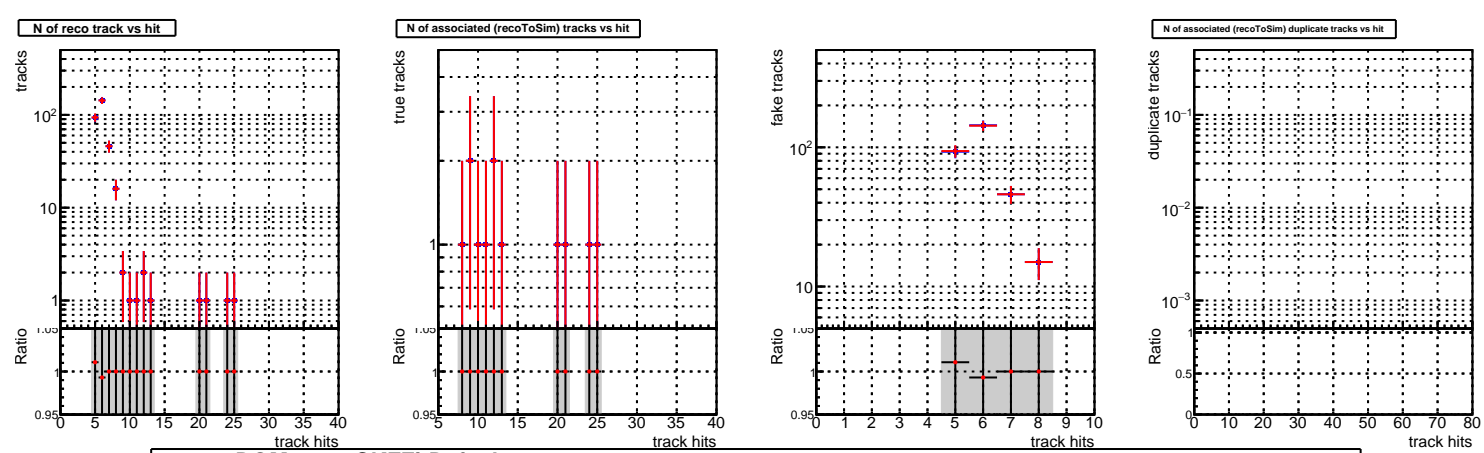 N of reco track vs hit
tracks
10²
10
1
1.05
Ratio
1
0.95
0 5 10 15 20 25 30 35 40
track hits
N of associated (recoToSim) tracks vs hit
true tracks
1
1.05
Ratio
1
0.95
5 10 15 20 25 30 35 40
track hits
fake tracks
10²
10
1.05
Ratio
1
0.95
0 1 2 3 4 5 6 7 8 9 10
track hits
N of associated (recoToSim) duplicate tracks vs hit
duplicate tracks
10⁻¹
10⁻²
10⁻³
Ratio
1
0.5
0
0 10 20 30 40 50 60 70 80
track hits